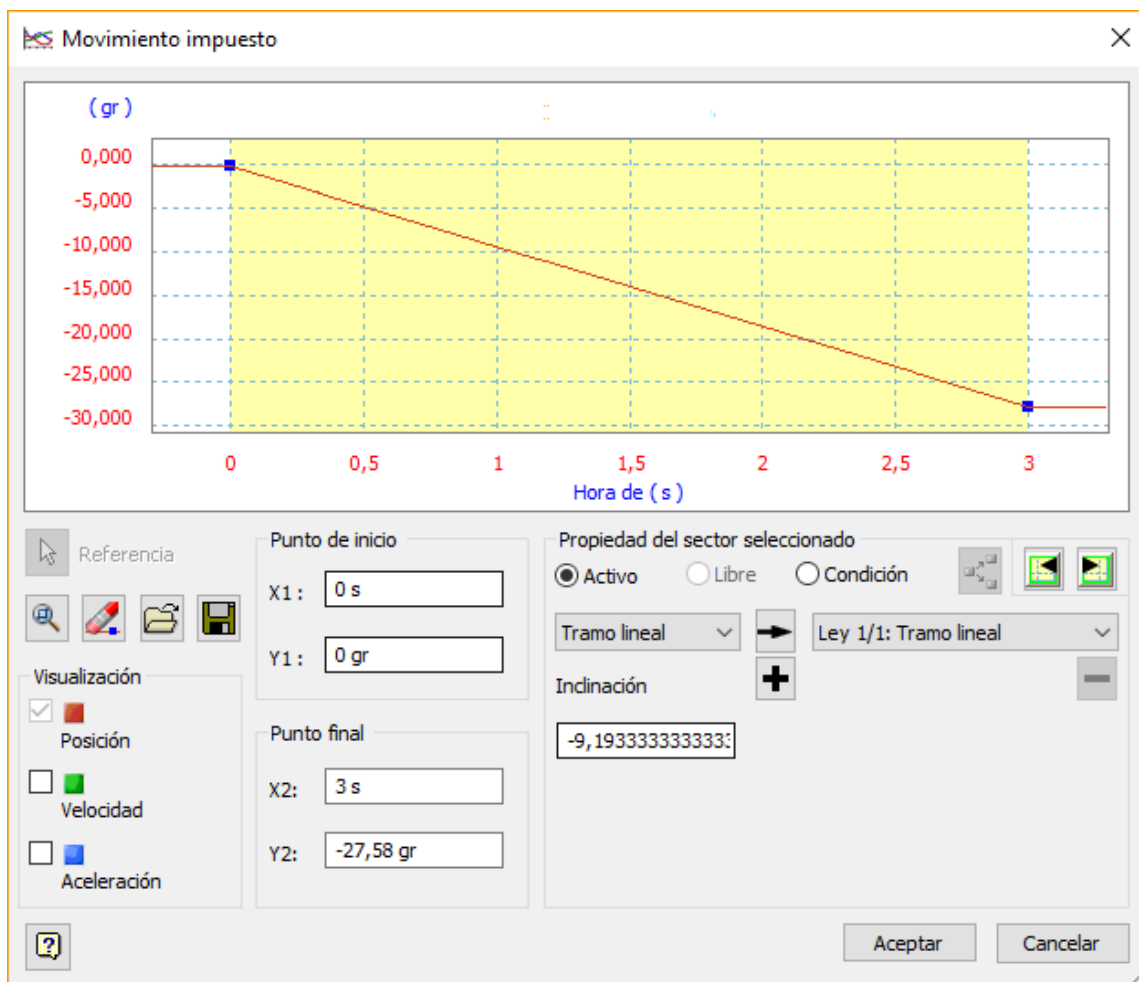 Movimiento impuesto
( gr )
0,000
-5,000
-10,000
-15,000
-20,000
-25,000
-30,000
0 0,5 1 1,5 2 2,5 3
Hora de ( s )
Referencia
Punto de inicio
X1 : 0 s
Y1 : 0 gr
Propiedad del sector seleccionado
Activo Libre Condición
Tramo lineal Ley 1/1: Tramo lineal
Inclinación
-9,1933333333333
Visualización
Posición
Velocidad
Aceleración
Punto final
X2: 3 s
Y2: -27,58 gr
Aceptar Cancelar